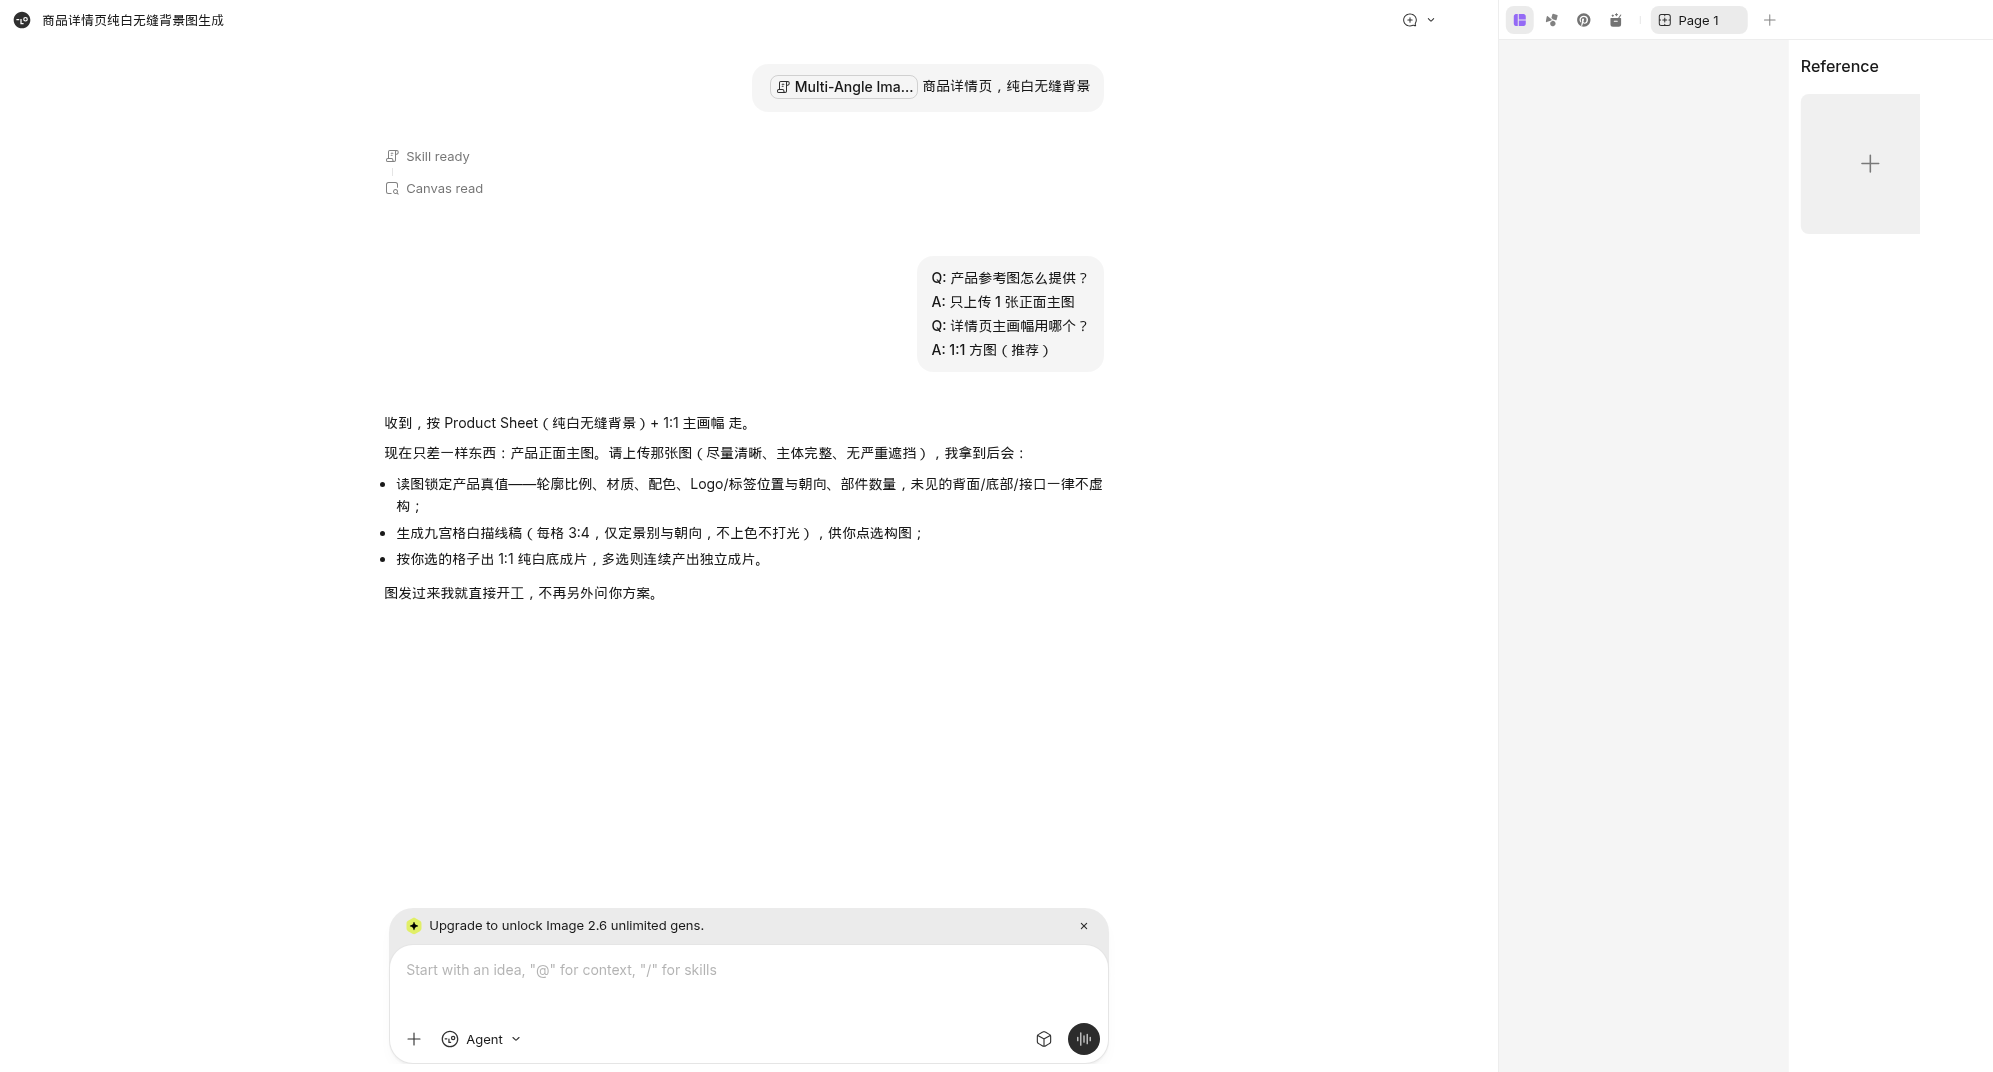 商品详情页纯白无缝背景图生成
Page 1
Multi-Angle Ima... 商品详情页，纯白无缝背景
Skill ready
Canvas read
Q: 产品参考图怎么提供？
A: 只上传 1 张正面主图
Q: 详情页主画幅用哪个？
A: 1:1 方图（推荐）
收到，按 Product Sheet（纯白无缝背景）+ 1:1 主画幅 走。
现在只差一样东西：产品正面主图。请上传那张图（尽量清晰、主体完整、无严重遮挡），我拿到后会：
• 读图锁定产品真值——轮廓比例、材质、配色、Logo/标签位置与朝向、部件数量，未见的背面/底部/接口一律不虚
构；
• 生成九宫格白描线稿（每格 3:4，仅定景别与朝向，不上色不打光），供你点选构图；
• 按你选的格子出 1:1 纯白底成片，多选则连续产出独立成片。
图发过来我就直接开工，不再另外问你方案。
Upgrade to unlock Image 2.6 unlimited gens.
Start with an idea, "@" for context, "/" for skills
Agent
Reference